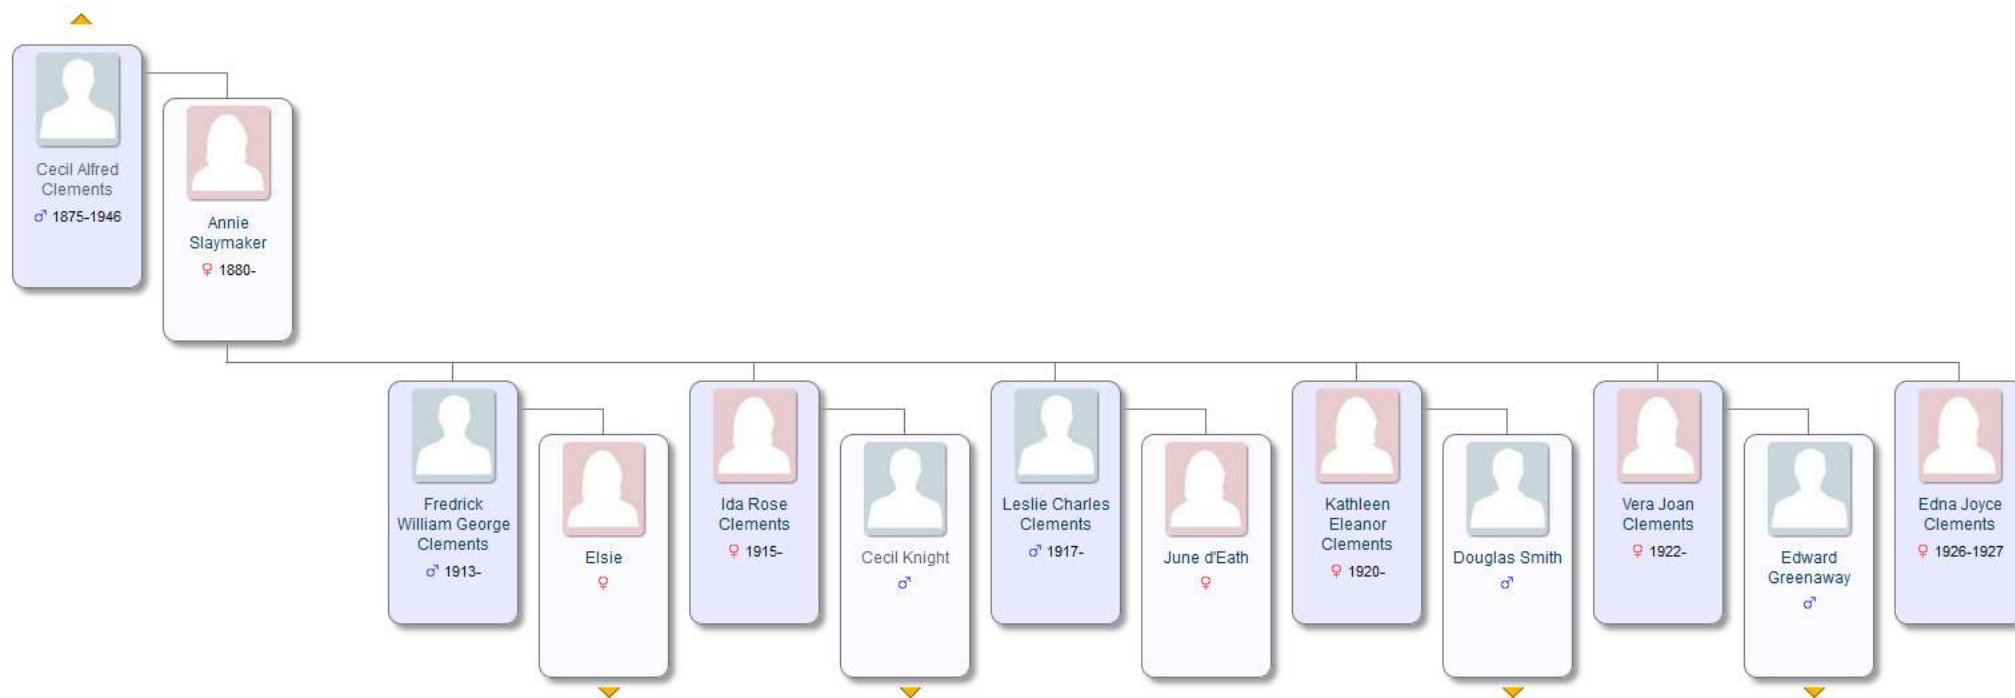 Cecil Alfred
Clements
♂ 1875-1946
Annie
Slaymaker
♀ 1880-
Fredrick
William George
Clements
♂ 1913-
Elsie
♀
Ida Rose
Clements
♀ 1915-
Cecil Knight
♂
Leslie Charles
Clements
♂ 1917-
June d'Eath
♀
Kathleen
Eleanor
Clements
♀ 1920-
Douglas Smith
♂
Vera Joan
Clements
♀ 1922-
Edward
Greenaway
♂
Edna Joyce
Clements
♀ 1926-1927